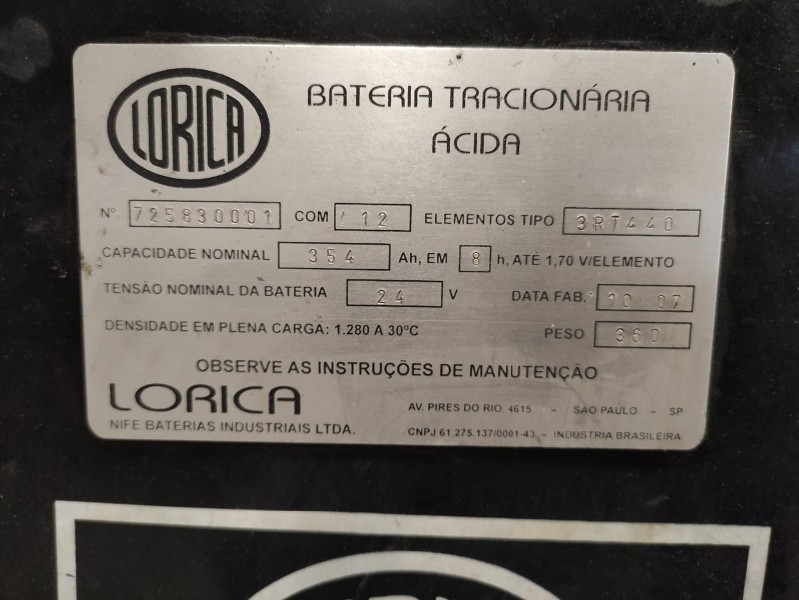 LORICA
BATERIA TRACIONÁRIA
ÁCIDA
Nº 725830001 COM 12 ELEMENTOS TIPO 3RT440
CAPACIDADE NOMINAL 354 Ah, EM 8 h, ATÉ 1,70 V/ELEMENTO
TENSÃO NOMINAL DA BATERIA 24 V DATA FAB. 10 07
DENSIDADE EM PLENA CARGA: 1.280 A 30ºC PESO 360
OBSERVE AS INSTRUÇÕES DE MANUTENÇÃO
LORICA
NIFE BATERIAS INDUSTRIAIS LTDA.
AV. PIRES DO RIO, 4615 - SAO PAULO - SP
CNPJ 61.275.137/0001-43 - INDUSTRIA BRASILEIRA